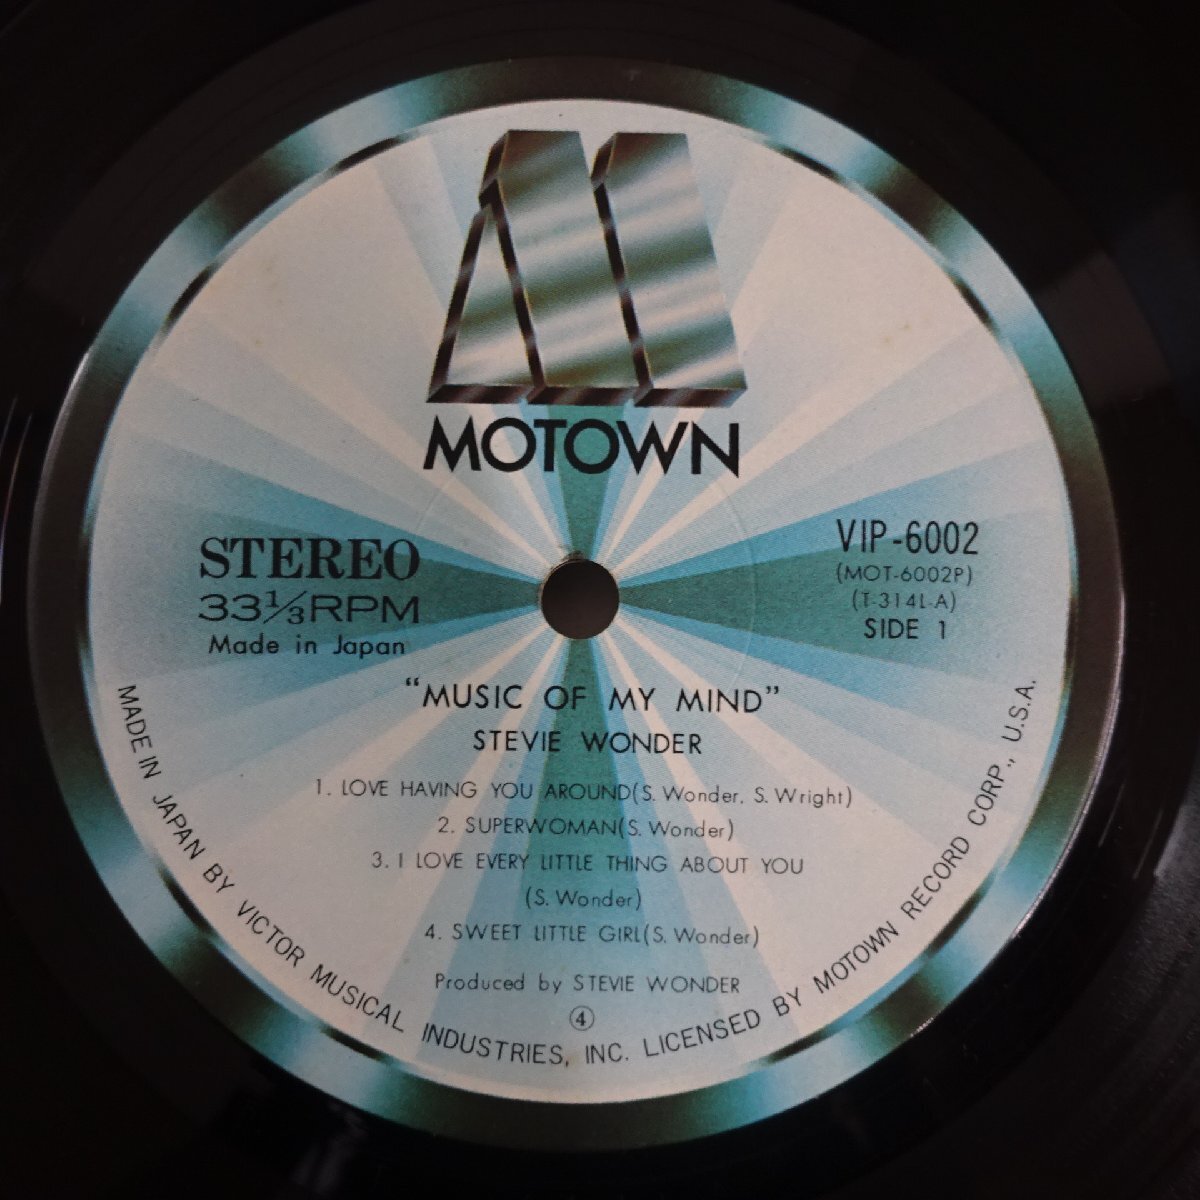 MOTOWN
STEREO
33⅓RPM
Made in Japan
VIP-6002
(MOT-6002P)
(T-314L-A)
SIDE 1
“MUSIC OF MY MIND”
STEVIE WONDER
1. LOVE HAVING YOU AROUND(S. Wonder, S. Wright)
2. SUPERWOMAN(S. Wonder)
3. I LOVE EVERY LITTLE THING ABOUT YOU
(S. Wonder)
4. SWEET LITTLE GIRL(S. Wonder)
Produced by STEVIE WONDER
④
MADE IN JAPAN BY VICTOR MUSICAL INDUSTRIES, INC. LICENSED BY MOTOWN RECORD CORP., U.S.A.